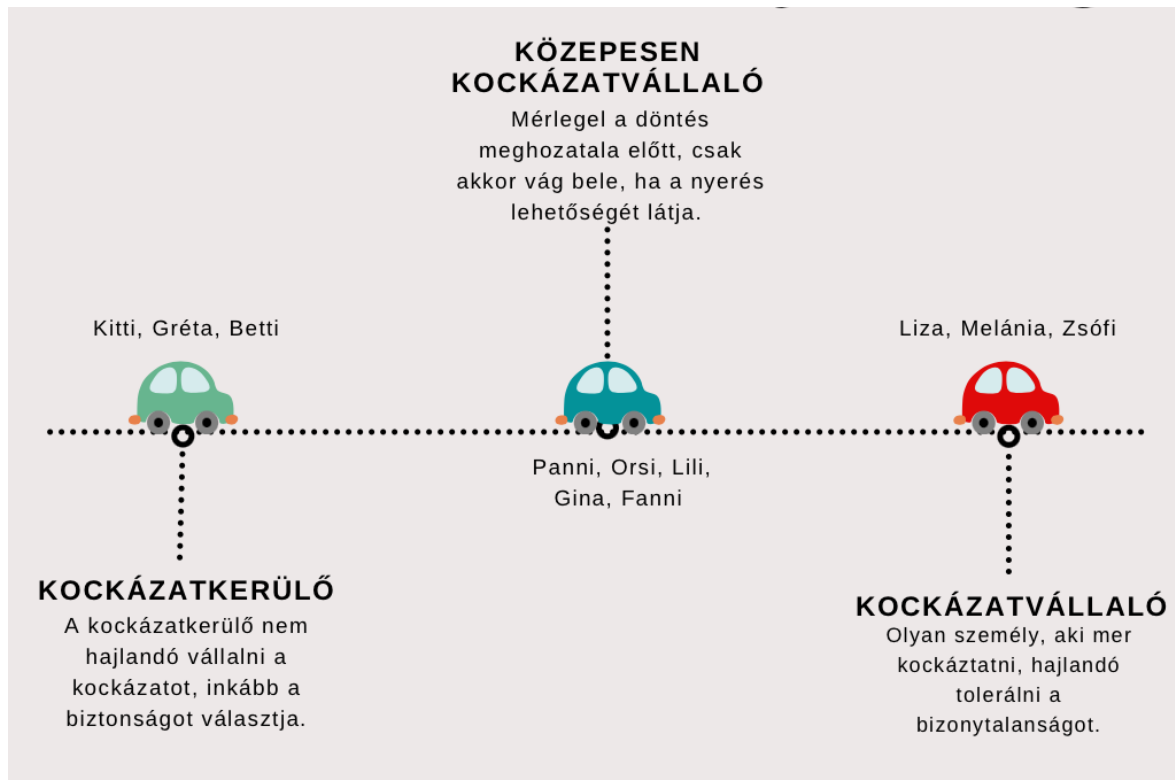 KÖZEPESEN
KOCKÁZATVÁLLALÓ
Mérlegel a döntés
meghozatala előtt, csak
akkor vág bele, ha a nyerés
lehetőségét látja.
Kitti, Gréta, Betti
Liza, Melánia, Zsófi
Panni, Orsi, Lili,
Gina, Fanni
KOCKÁZATKERÜLŐ
A kockázatkerülő nem
hajlandó vállalni a
kockázatot, inkább a
biztonságot választja.
KOCKÁZATVÁLLALÓ
Olyan személy, aki mer
kockáztatni, hajlandó
tolerálni a
bizonytalanságot.